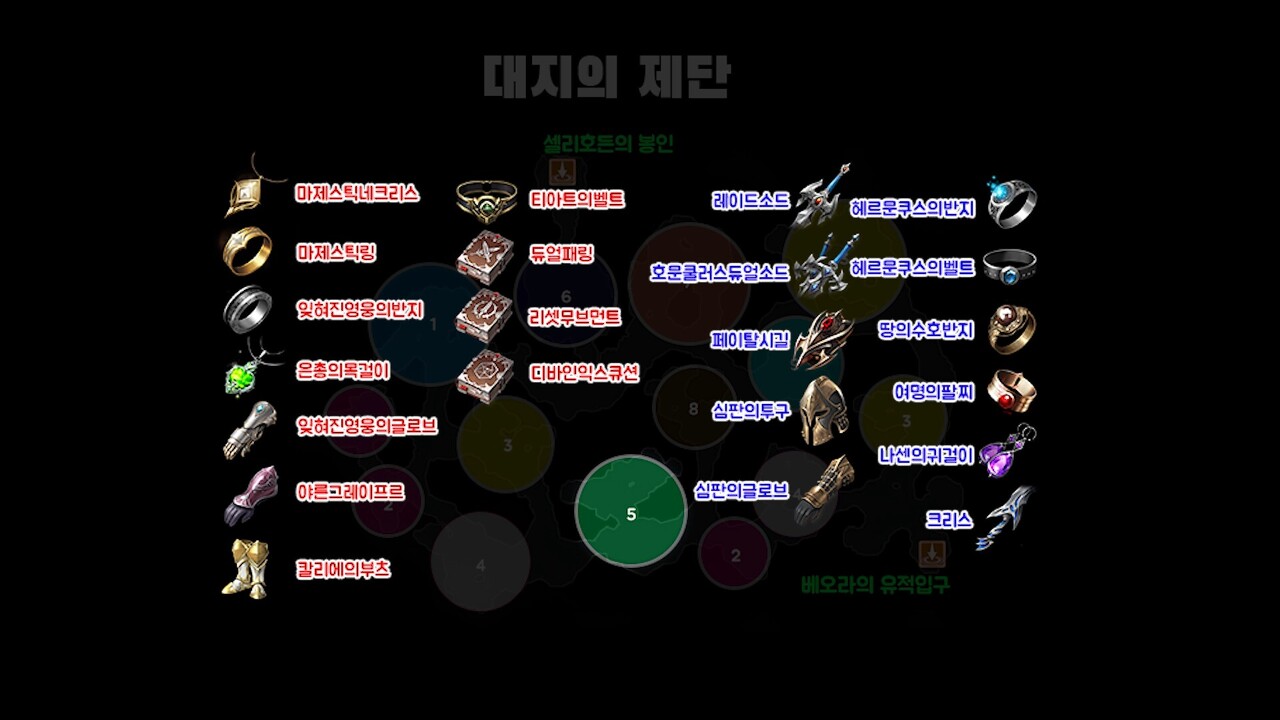 대지의 제단
셀리호든의 봉인
마제스틱네크리스
마제스틱링
잊혀진영웅의반지
은총의목걸이
잊혀진영웅의글로브
야른그레이프르
칼리에의부츠
티아트의벨트
듀얼패링
리셋무브먼트
디바인익스큐션
레이드소드
호문쿨러스듀얼소드
페이탈시길
심판의투구
심판의글로브
헤르문쿠스의반지
헤르문쿠스의벨트
땅의수호반지
여명의팔찌
나센의귀걸이
크리스
1
6
3
8
3
2
5
4
2
베오라의 유적입구